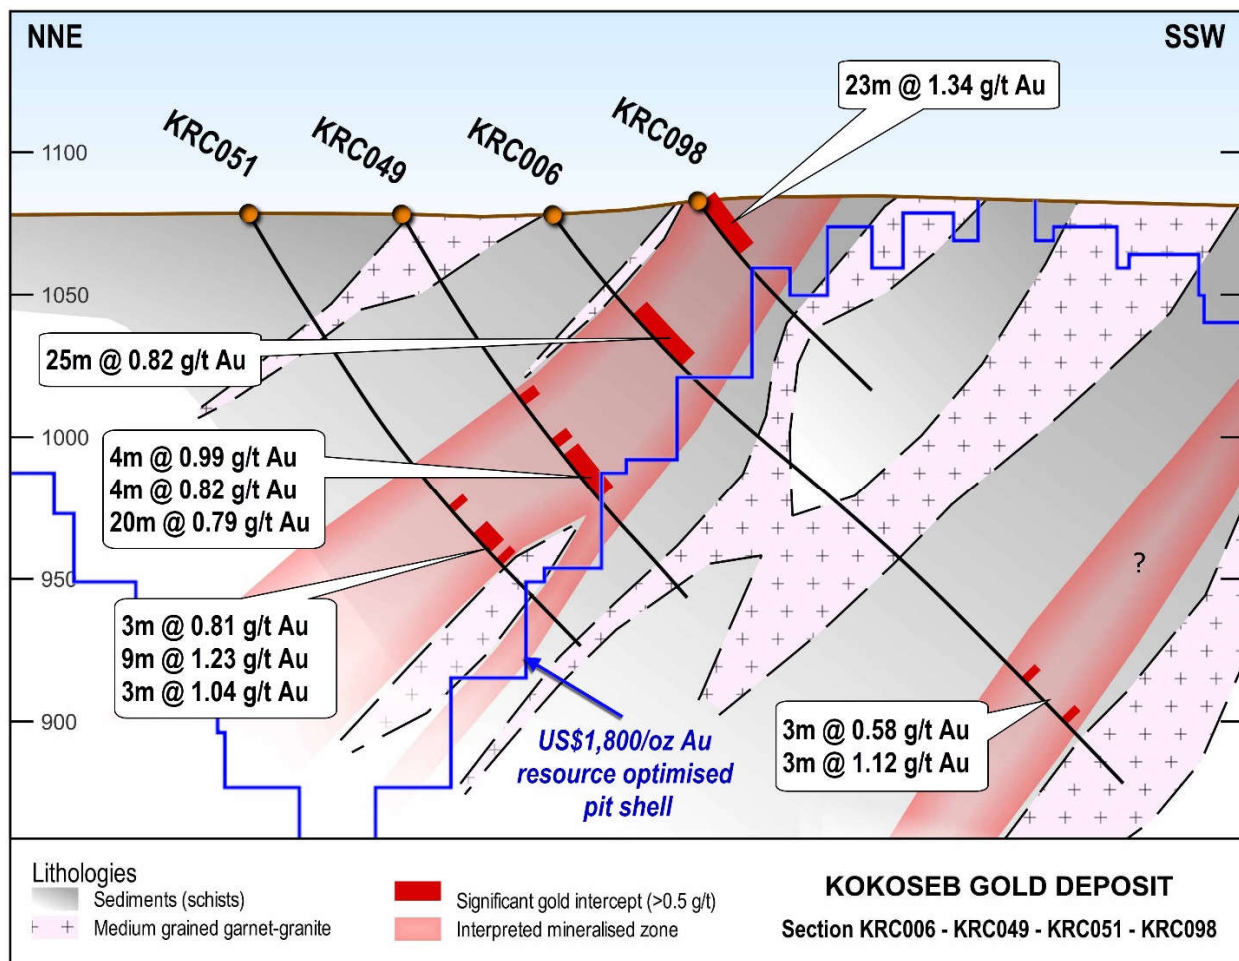 NNE
SSW
23m @ 1.34 g/t Au
KRC051
KRC049
KRC006
KRC098
1100
1050
25m @ 0.82 g/t Au
1000
4m @ 0.99 g/t Au
4m @ 0.82 g/t Au
20m @ 0.79 g/t Au
950
?
3m @ 0.81 g/t Au
9m @ 1.23 g/t Au
3m @ 1.04 g/t Au
900
US$1,800/oz Au
resource optimised
pit shell
3m @ 0.58 g/t Au
3m @ 1.12 g/t Au
Lithologies
Sediments (schists)
Medium grained garnet-granite
Significant gold intercept (>0.5 g/t)
Interpreted mineralised zone
KOKOSEB GOLD DEPOSIT
Section KRC006 - KRC049 - KRC051 - KRC098